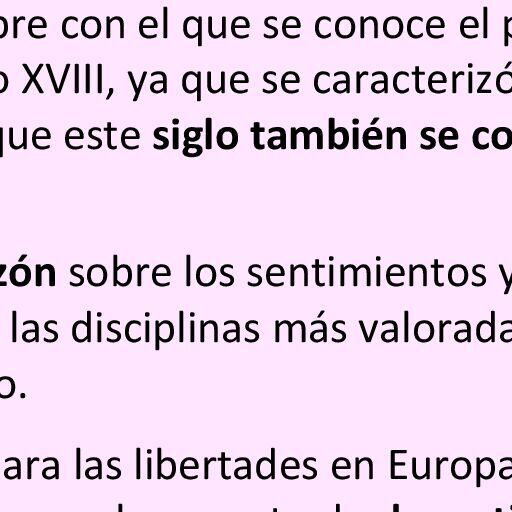 bre con el que se conoce el p
o XVIII, ya que se caracterizó
que este siglo también se co
zón sobre los sentimientos y
las disciplinas más valorada
o.
ara las libertades en Europa